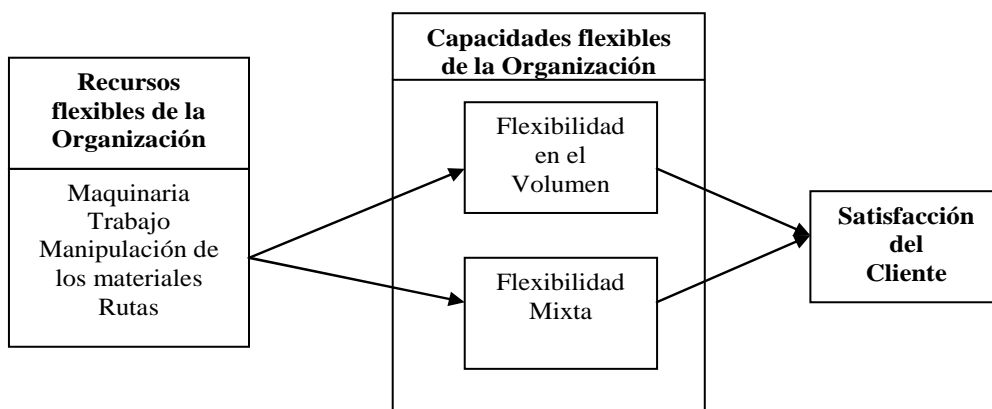 Recursos
flexibles de la
Organización
Maquinaria
Trabajo
Manipulación de
los materiales
Rutas
Capacidades flexibles
de la Organización
Flexibilidad
en el
Volumen
Flexibilidad
Mixta
Satisfacción
del
Cliente